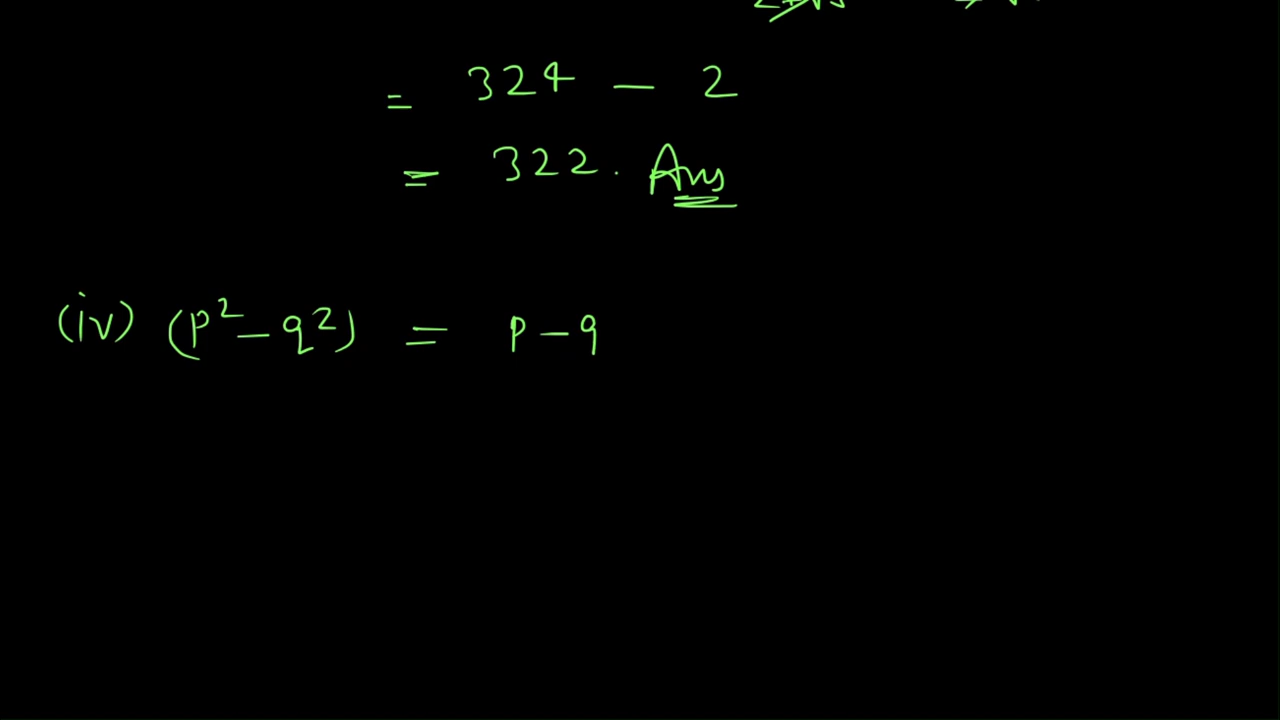 = 324 - 2
= 322. Ans
(iv) (p² - q²) = p - q